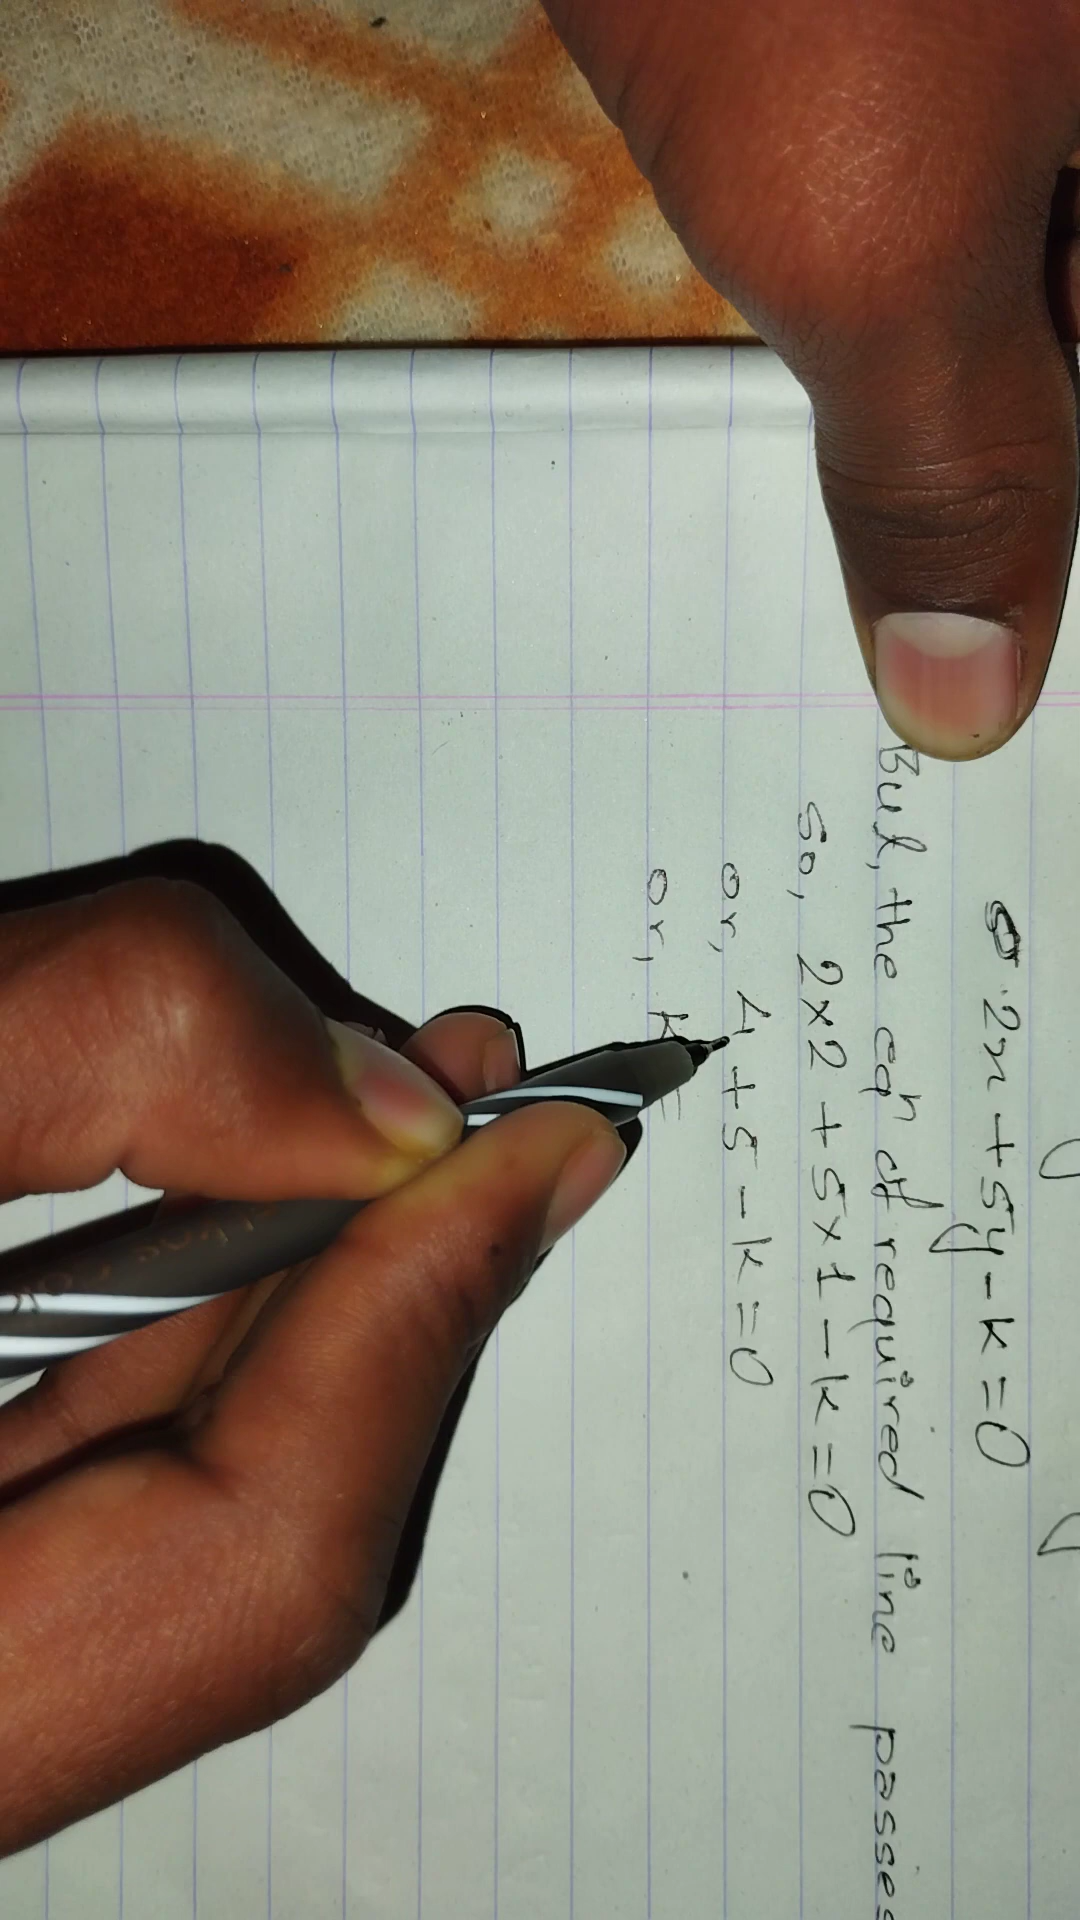 2x + 5y - k = 0
But, the eqn of required line passes
so, 2×2 + 5×1 - k = 0
or, 4 + 5 - k = 0
or, k =